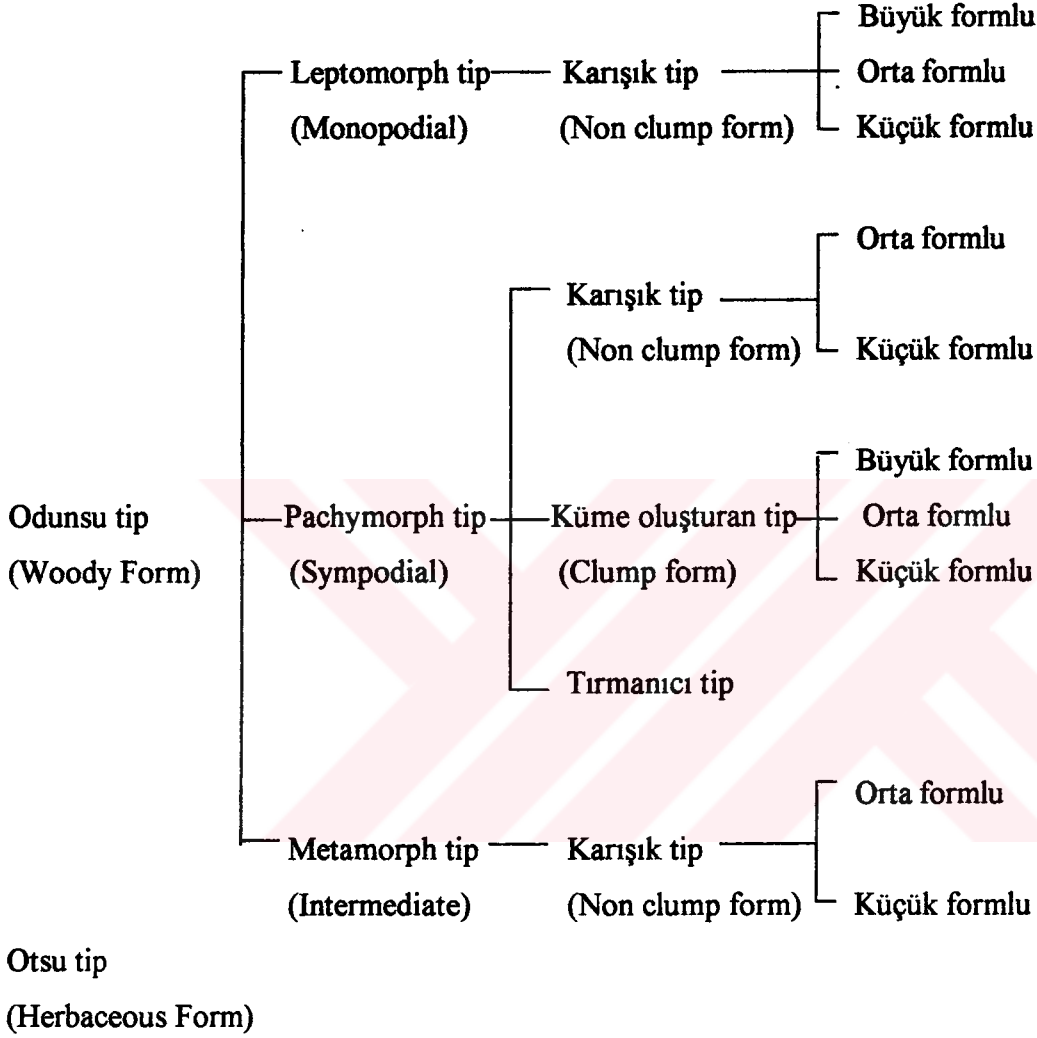 Büyük formlu
Leptomorph tip Karışık tip Orta formlu
(Monopodial) (Non clump form) Küçük formlu
Orta formlu
Karışık tip
(Non clump form) Küçük formlu
Büyük formlu
Odunsu tip Pachymorph tip Küme oluşturan tip Orta formlu
(Woody Form) (Sympodial) (Clump form) Küçük formlu
Tırmanıcı tip
Orta formlu
Metamorph tip Karışık tip
(Intermediate) (Non clump form) Küçük formlu
Otsu tip
(Herbaceous Form)